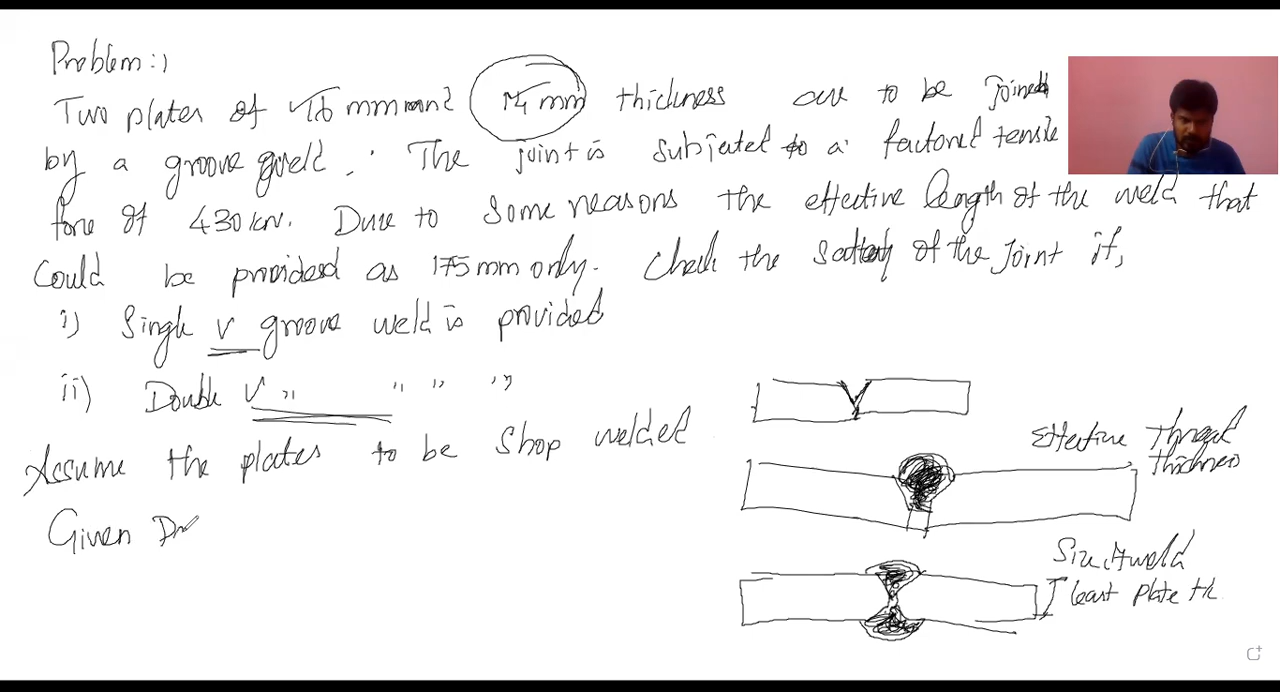 Problem :)
Two plates of 16 mm and 14 mm thickness are to be joined
by a groove weld. The joint is subjected to a factored tensile
force of 430 kN. Due to some reasons the effective length of the weld that
could be provided as 175 mm only. Check the safety of the joint if,
i) Single V groove weld is provided
ii) Double V " " " "
Assume the plates to be shop welded
Given Da
Effective Throat
thickness
Size of weld
least plate th